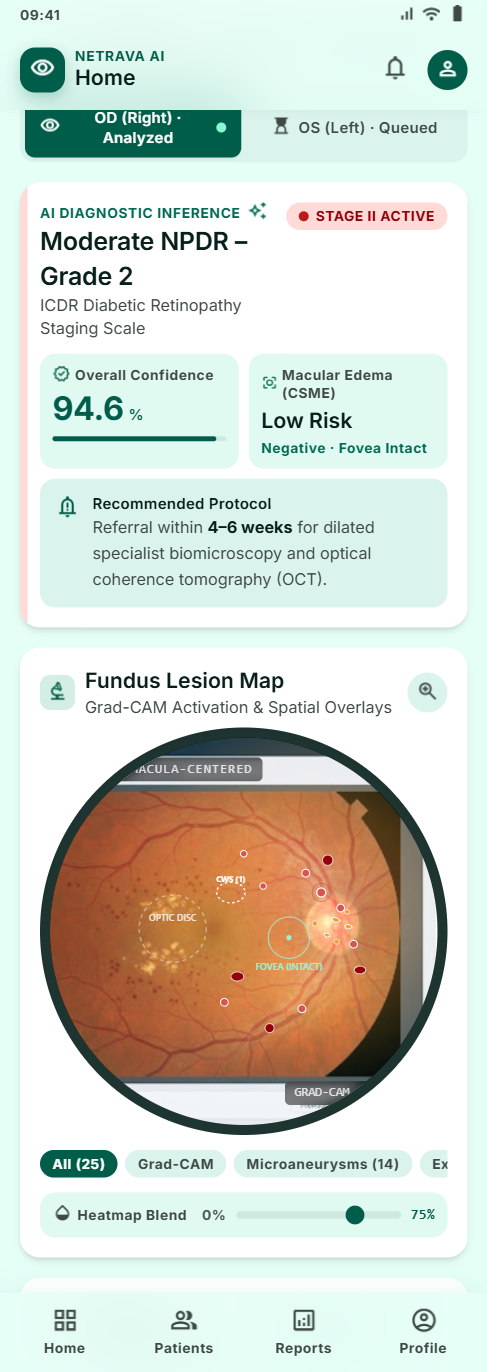 09:41
NETRAVA AI
Home
OD (Right) ·
Analyzed
OS (Left) · Queued
AI DIAGNOSTIC INFERENCE
STAGE II ACTIVE
Moderate NPDR –
Grade 2
ICDR Diabetic Retinopathy
Staging Scale
Overall Confidence
94.6 %
Macular Edema
(CSME)
Low Risk
Negative · Fovea Intact
Recommended Protocol
Referral within 4–6 weeks for dilated
specialist biomicroscopy and optical
coherence tomography (OCT).
Fundus Lesion Map
Grad-CAM Activation & Spatial Overlays
ACULA-CENTERED
CWS (1)
OPTIC DISC
FOVEA (INTACT)
GRAD-CAM
All (25)
Grad-CAM
Microaneurysms (14)
Ex
Heatmap Blend 0% 75%
Home
Patients
Reports
Profile